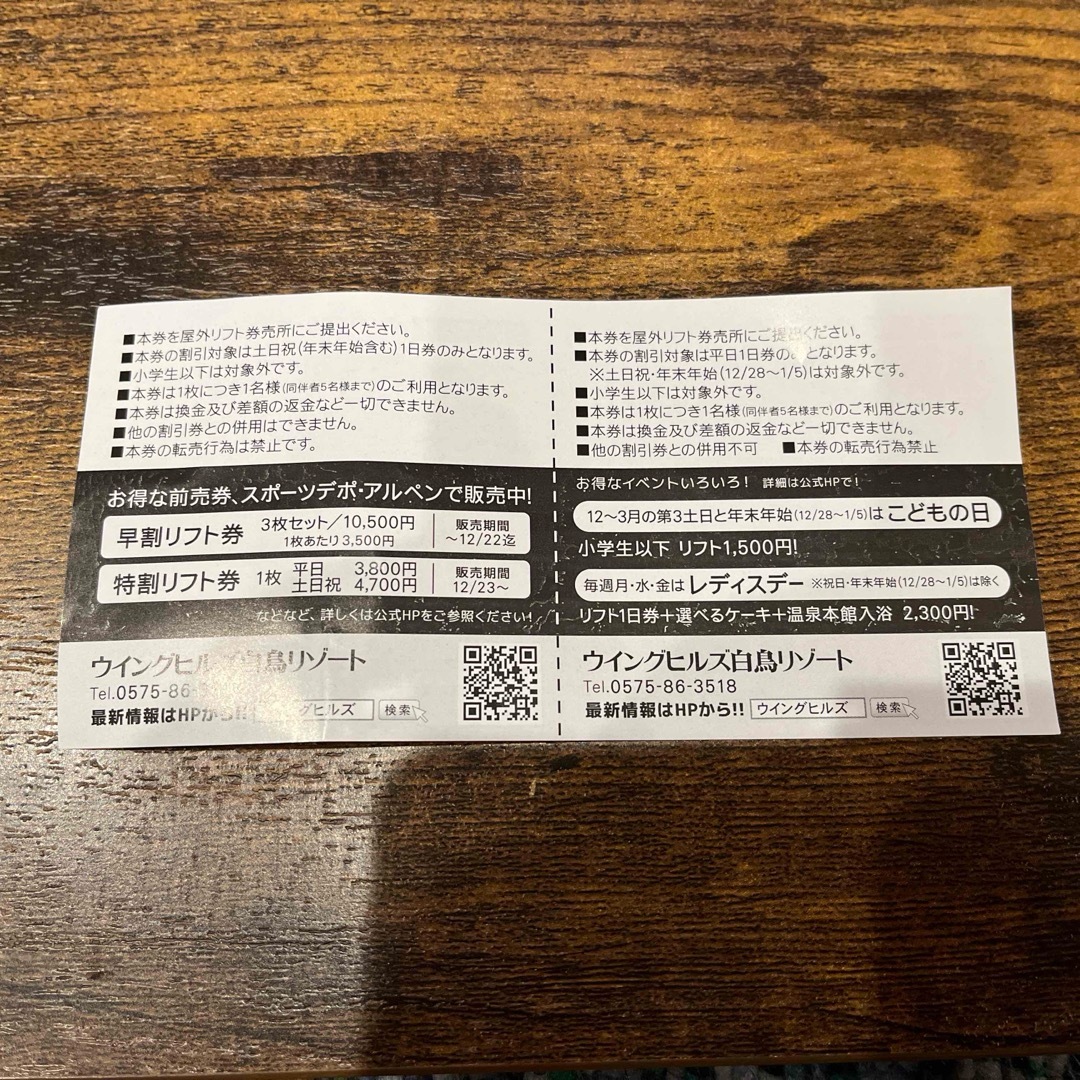 ■本券を屋外リフト券売所にご提出ください。
■本券の割引対象は土日祝(年末年始含む)1日券のみとなります。
■小学生以下は対象外です。
■本券は1枚につき1名様(同伴者5名様まで)のご利用となります。
■本券は換金及び差額の返金など一切できません。
■他の割引券との併用はできません。
■本券の転売行為は禁止です。
お得な前売券、スポーツデポ・アルペンで販売中!
早割リフト券 3枚セット/10,500円 1枚あたり3,500円 販売期間 ~12/22迄
特割リフト券 1枚 平日 3,800円 土日祝 4,700円 販売期間 12/23~
などなど、詳しくは公式HPをご参照ください!
ウイングヒルズ白鳥リゾート
Tel.0575-86-
最新情報はHPから!! グヒルズ 検索
■本券を屋外リフト券売所にご提出ください。
■本券の割引対象は平日1日券のみとなります。
※土日祝・年末年始(12/28~1/5)は対象外です。
■小学生以下は対象外です。
■本券は1枚につき1名様(同伴者5名様まで)のご利用となります。
■本券は換金及び差額の返金など一切できません。
■他の割引券との併用不可 ■本券の転売行為禁止
お得なイベントいろいろ! 詳細は公式HPで!
12~3月の第3土日と年末年始(12/28~1/5)は こどもの日
小学生以下 リフト1,500円!
毎週月・水・金は レディスデー ※祝日・年末年始(12/28~1/5)は除く
リフト1日券+選べるケーキ+温泉本館入浴 2,300円!
ウイングヒルズ白鳥リゾート
Tel.0575-86-3518
最新情報はHPから!! ウイングヒルズ 検索